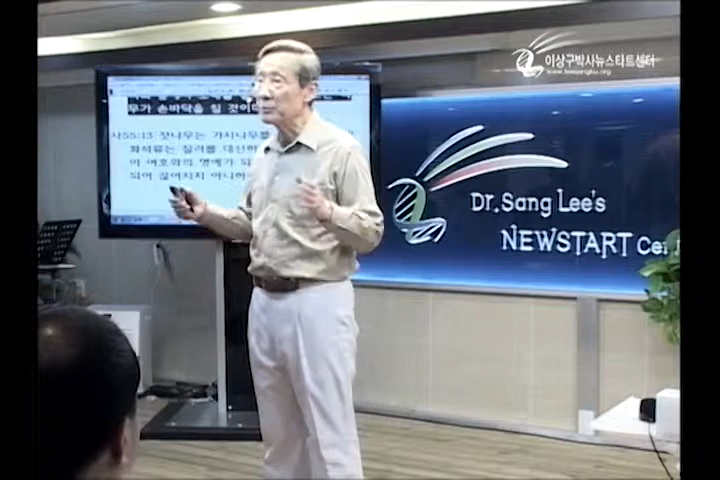 이상구박사뉴스타트센터
www.leesangku.org
무가 손바닥을 칠 것이
사55:13 잣나무는 가시나무를
화석류는 질려를 대신하
이 여호와의 명예가 되
되어 끊어지지 아니하
Dr.Sang Lee's
NEWSTART